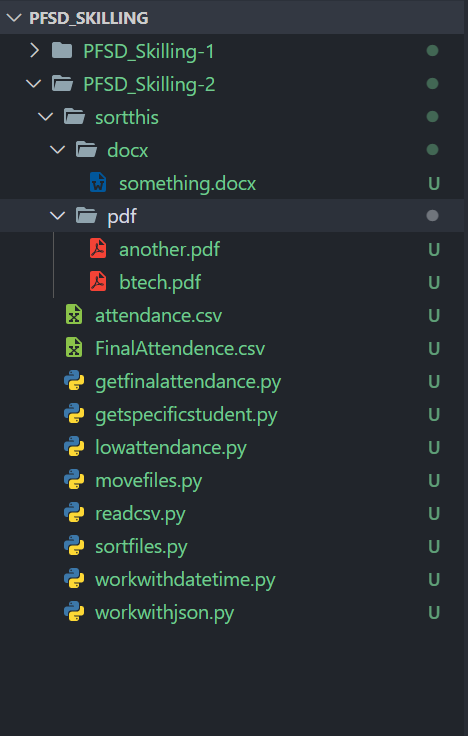 PFSD_SKILLING
PFSD_Skilling-1
PFSD_Skilling-2
sortthis
docx
something.docx U
pdf
another.pdf U
btech.pdf U
attendance.csv U
FinalAttendence.csv U
getfinalattendance.py U
getspecificstudent.py U
lowattendance.py U
movefiles.py U
readcsv.py U
sortfiles.py U
workwithdatetime.py U
workwithjson.py U